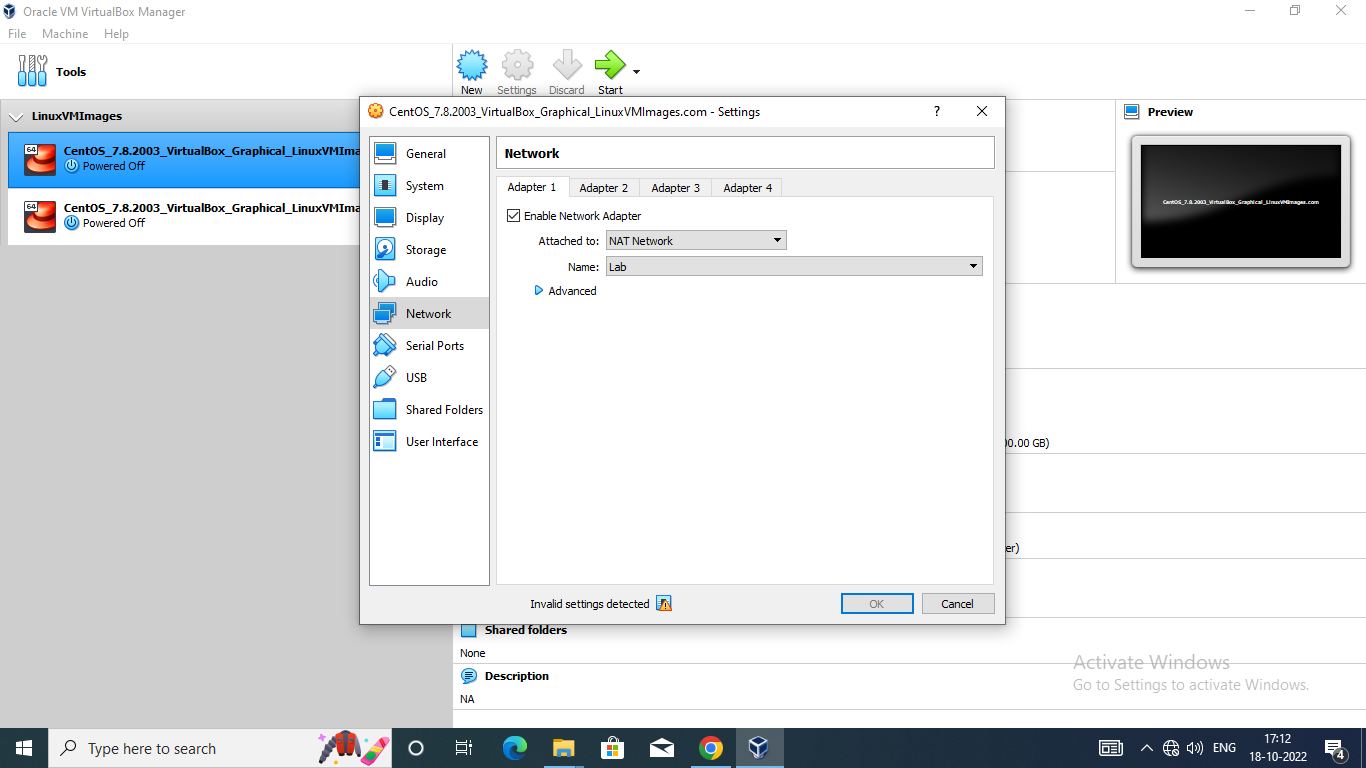 Oracle VM VirtualBox Manager
File Machine Help
Tools
New Settings Discard Start
LinuxVMImages
64
CentOS_7.8.2003_VirtualBox_Graphical_LinuxVMIma
Powered Off
64
CentOS_7.8.2003_VirtualBox_Graphical_LinuxVMIma
Powered Off
CentOS_7.8.2003_VirtualBox_Graphical_LinuxVMImages.com - Settings ?
General
System
Display
Storage
Audio
Network
Serial Ports
USB
Shared Folders
User Interface
Network
Adapter 1 Adapter 2 Adapter 3 Adapter 4
Enable Network Adapter
Attached to: NAT Network
Name: Lab
Advanced
Invalid settings detected OK Cancel
Preview
CentOS_7.8.2003_VirtualBox_Graphical_LinuxVMImages.com
00.00 GB)
er)
Shared folders
None
Description
NA
Activate Windows
Go to Settings to activate Windows.
Type here to search
ENG
17:12
18-10-2022
4